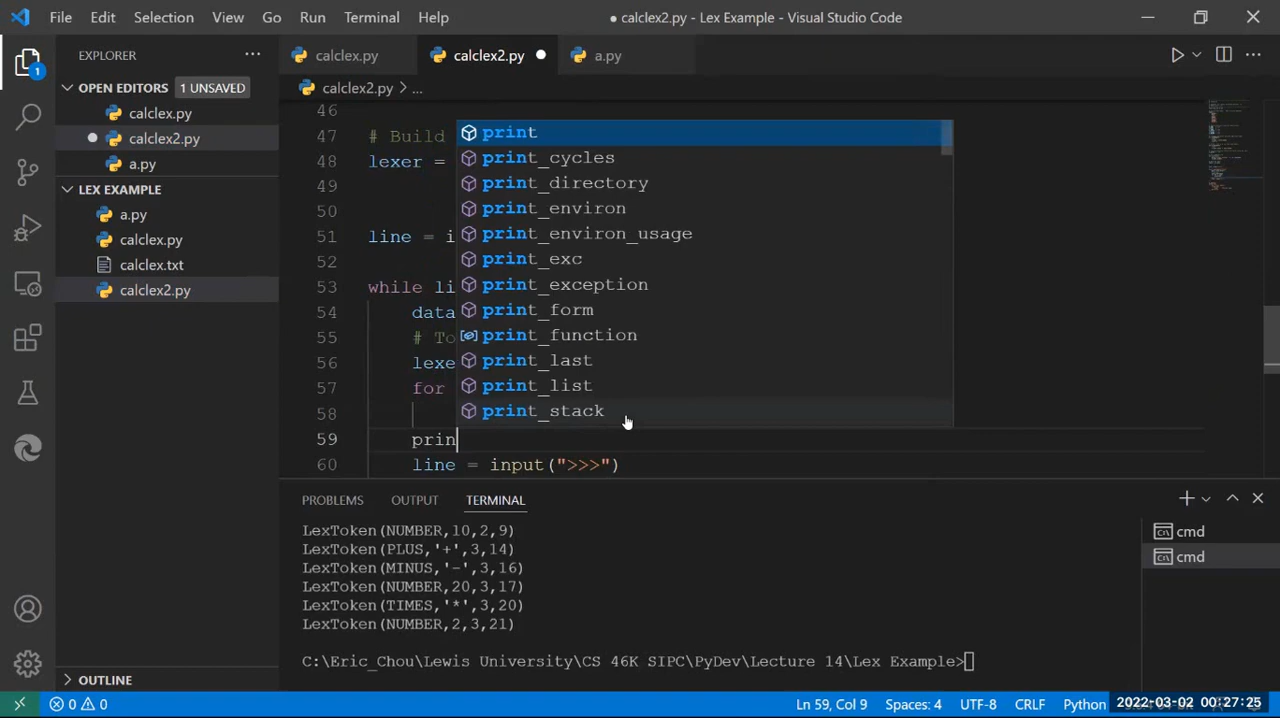 File Edit Selection View Go Run Terminal Help ● calclex2.py - Lex Example - Visual Studio Code
EXPLORER ...
1
OPEN EDITORS 1 UNSAVED
calclex.py
calclex2.py
a.py
LEX EXAMPLE
a.py
calclex.py
calclex.txt
calclex2.py
OUTLINE
calclex.py calclex2.py a.py
calclex2.py > ...
46
47 # Build
48 lexer =
49
50
51 line = i
52
53 while li
54 data
55 # To
56 lexe
57 for
58
59 prin
60 line = input(">>>")
print
print_cycles
print_directory
print_environ
print_environ_usage
print_exc
print_exception
print_form
print_function
print_last
print_list
print_stack
PROBLEMS OUTPUT TERMINAL
LexToken(NUMBER,10,2,9)
LexToken(PLUS,'+',3,14)
LexToken(MINUS,'-',3,16)
LexToken(NUMBER,20,3,17)
LexToken(TIMES,'*',3,20)
LexToken(NUMBER,2,3,21)
C:\Eric_Chou\Lewis University\CS 46K SIPC\PyDev\Lecture 14\Lex Example>
cmd
cmd
0 0 Ln 59, Col 9 Spaces: 4 UTF-8 CRLF Python 2022-03-02 00:27:25